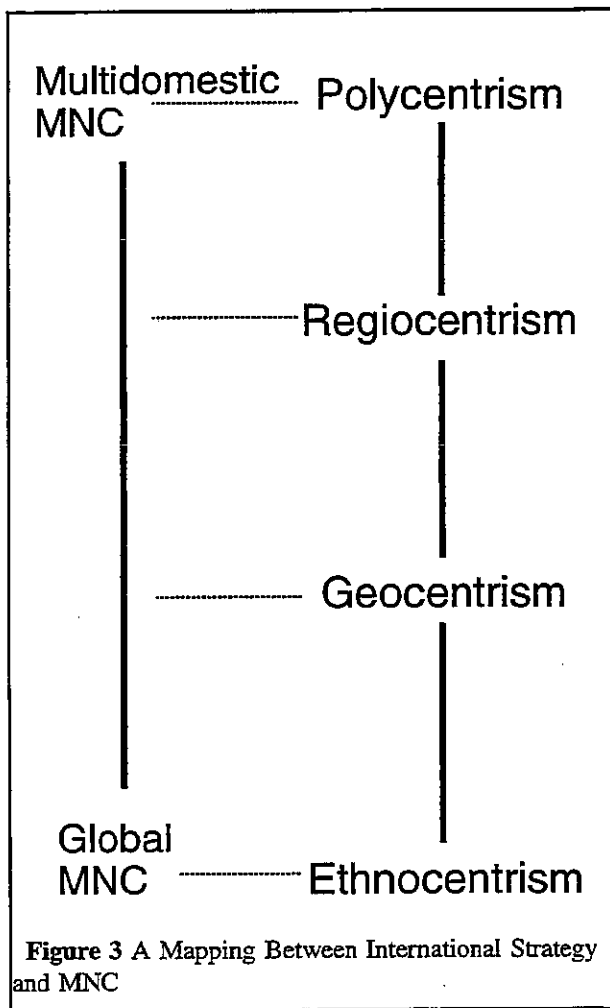 Multidomestic
MNC
Polycentrism
Regiocentrism
Geocentrism
Global
MNC
Ethnocentrism
Figure 3 A Mapping Between International Strategy
and MNC